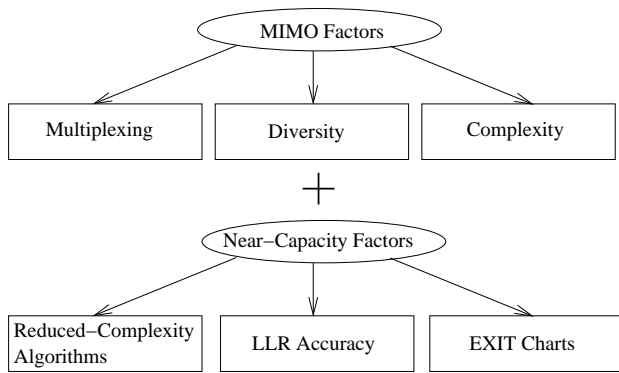 MIMO Factors
Multiplexing
Diversity
Complexity
+
Near−Capacity Factors
Reduced−Complexity
Algorithms
LLR Accuracy
EXIT Charts